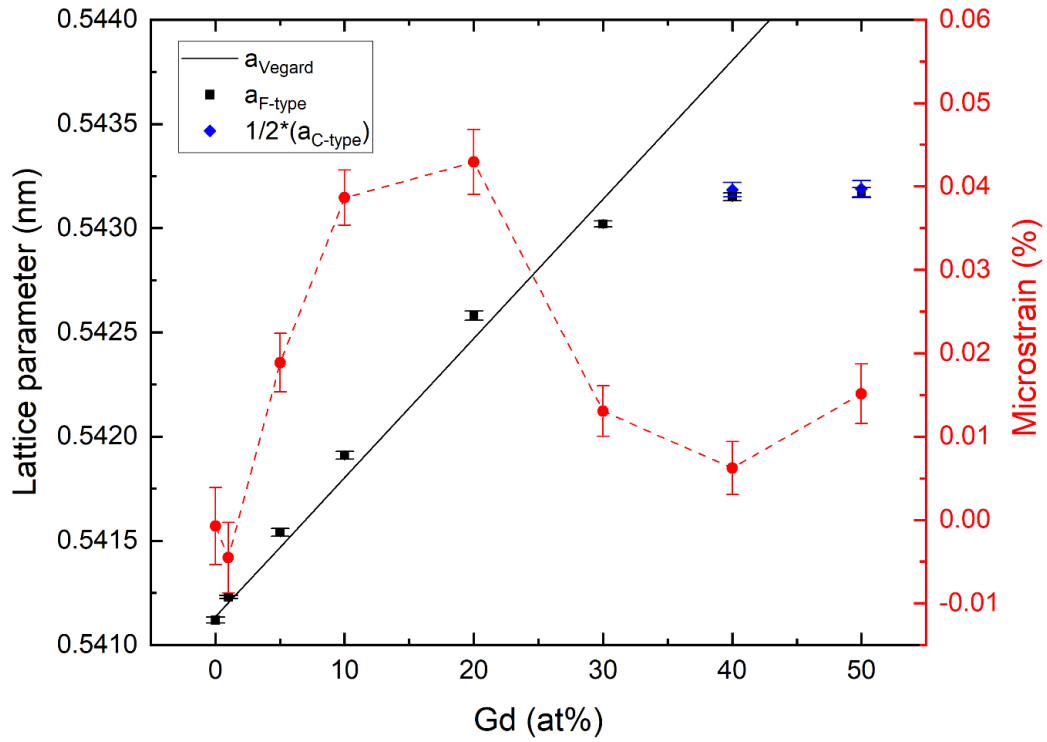 0.5440
0.5435
0.5430
0.5425
0.5420
0.5415
0.5410
Lattice parameter (nm)
a_Vegard
a_F-type
1/2*(a_C-type)
0.06
0.05
0.04
0.03
0.02
0.01
0.00
-0.01
Microstrain (%)
0 10 20 30 40 50
Gd (at%)